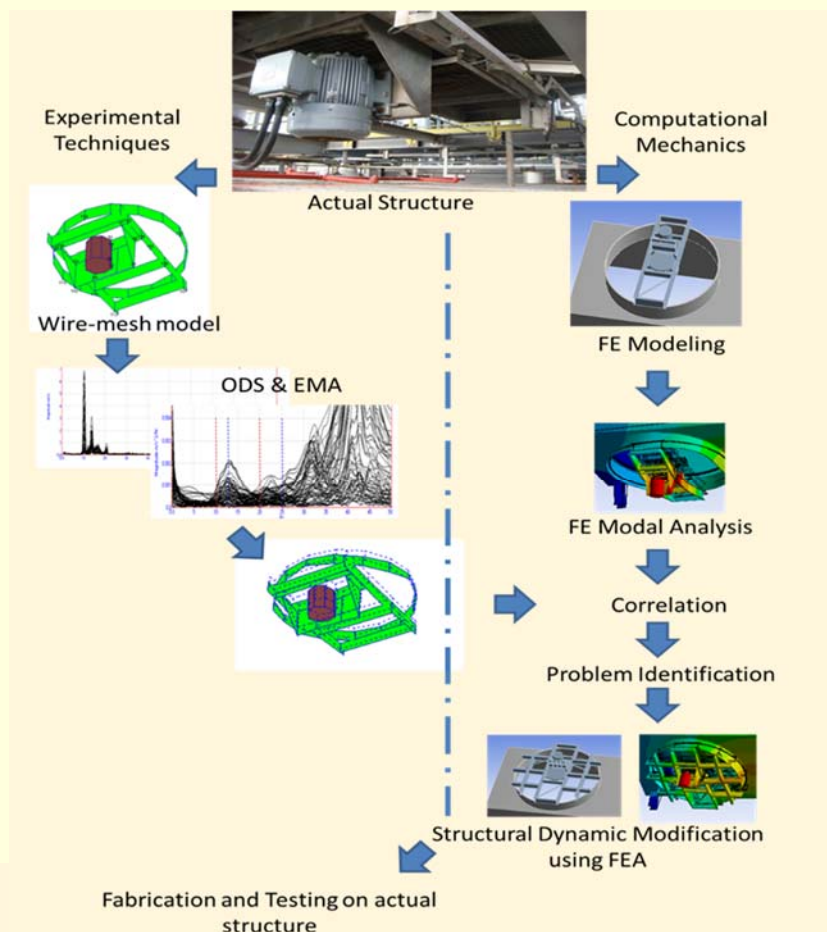 Experimental
Techniques
Computational
Mechanics
Actual Structure
Wire-mesh model
FE Modeling
ODS & EMA
FE Modal Analysis
Correlation
Problem Identification
Structural Dynamic Modification
using FEA
Fabrication and Testing on actual
structure